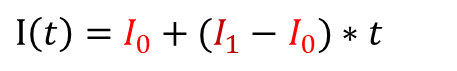 I(t) = I₀ + (I₁ − I₀) ∗ t